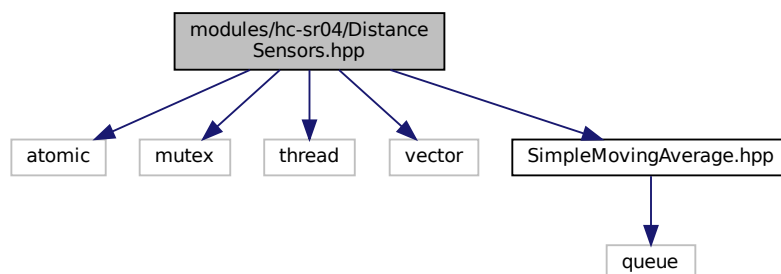 modules/hc-sr04/Distance
Sensors.hpp
atomic
mutex
thread
vector
SimpleMovingAverage.hpp
queue